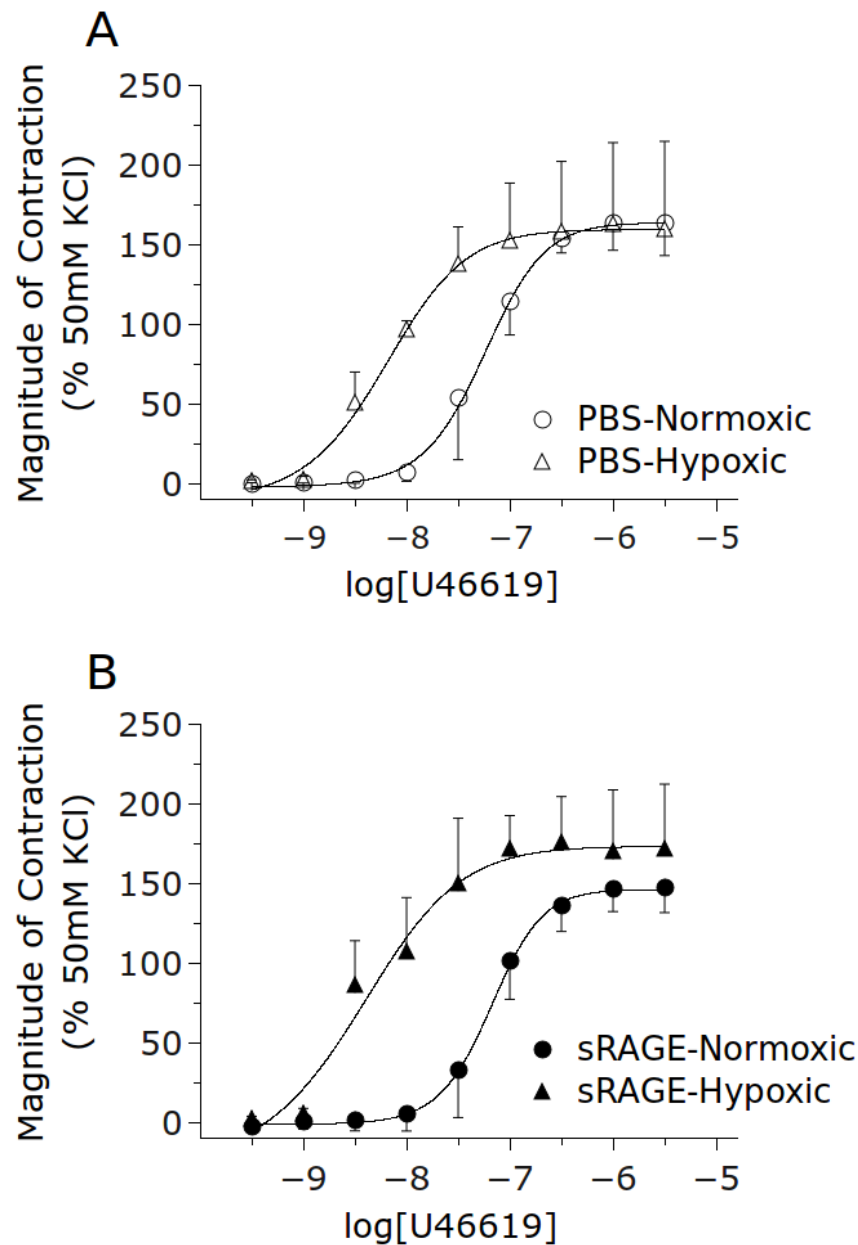 A
Magnitude of Contraction
(% 50mM KCl)
250
200
150
100
50
0
PBS-Normoxic
PBS-Hypoxic
−9
−8
−7
−6
−5
log[U46619]
B
Magnitude of Contraction
(% 50mM KCl)
250
200
150
100
50
0
sRAGE-Normoxic
sRAGE-Hypoxic
−9
−8
−7
−6
−5
log[U46619]